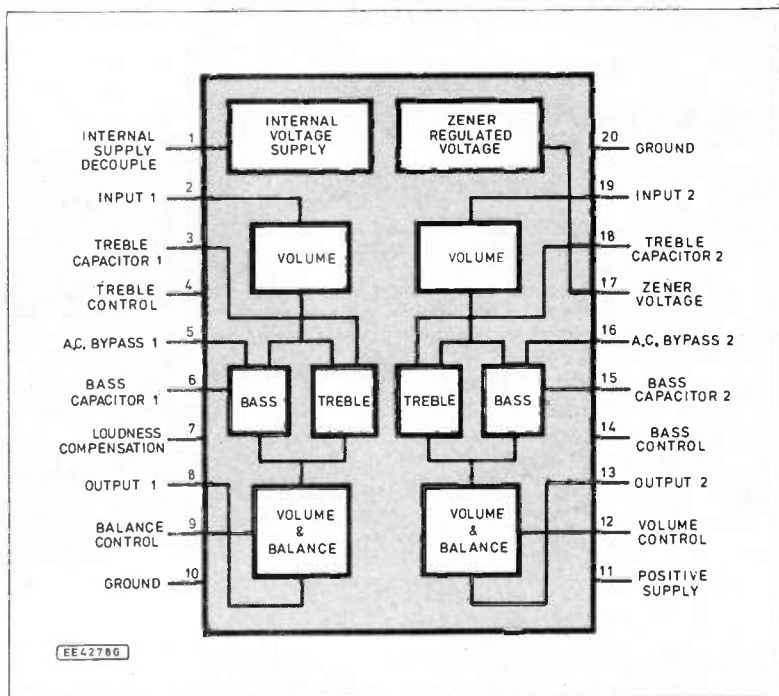 INTERNAL
SUPPLY
DECOUPLE
1
INPUT 1
2
TREBLE
CAPACITOR 1
3
TREBLE
CONTROL
4
A.C. BYPASS 1
5
BASS
CAPACITOR 1
6
LOUDNESS
COMPENSATION
7
OUTPUT 1
8
BALANCE
CONTROL
9
GROUND
10
INTERNAL
VOLTAGE
SUPPLY
ZENER
REGULATED
VOLTAGE
VOLUME
VOLUME
BASS
TREBLE
TREBLE
BASS
VOLUME
&
BALANCE
VOLUME
&
BALANCE
20
GROUND
19
INPUT 2
18
TREBLE
CAPACITOR 2
17
ZENER
VOLTAGE
16
A.C. BYPASS 2
15
BASS
CAPACITOR 2
14
BASS
CONTROL
13
OUTPUT 2
12
VOLUME
CONTROL
11
POSITIVE
SUPPLY
EE4278G